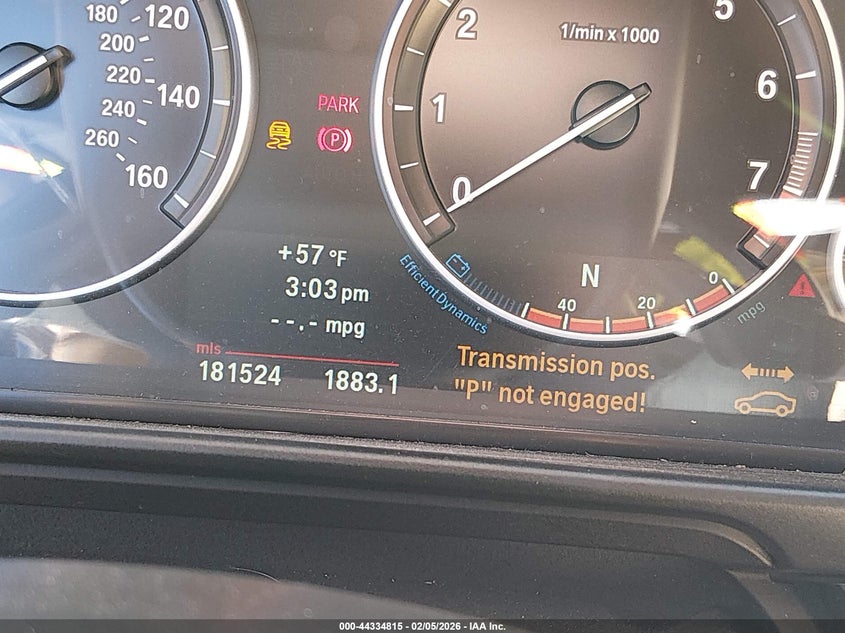 180
120
200
220
140
240
260
160
PARK
P
2
1/min x 1000
5
1
6
0
7
+57 °F
3:03 pm
--.- mpg
mls
181524 1883.1
EfficientDynamics
N
40 20 0
mpg
Transmission pos.
"P" not engaged!
000-44334815 - 02/05/2026 - IAA Inc.